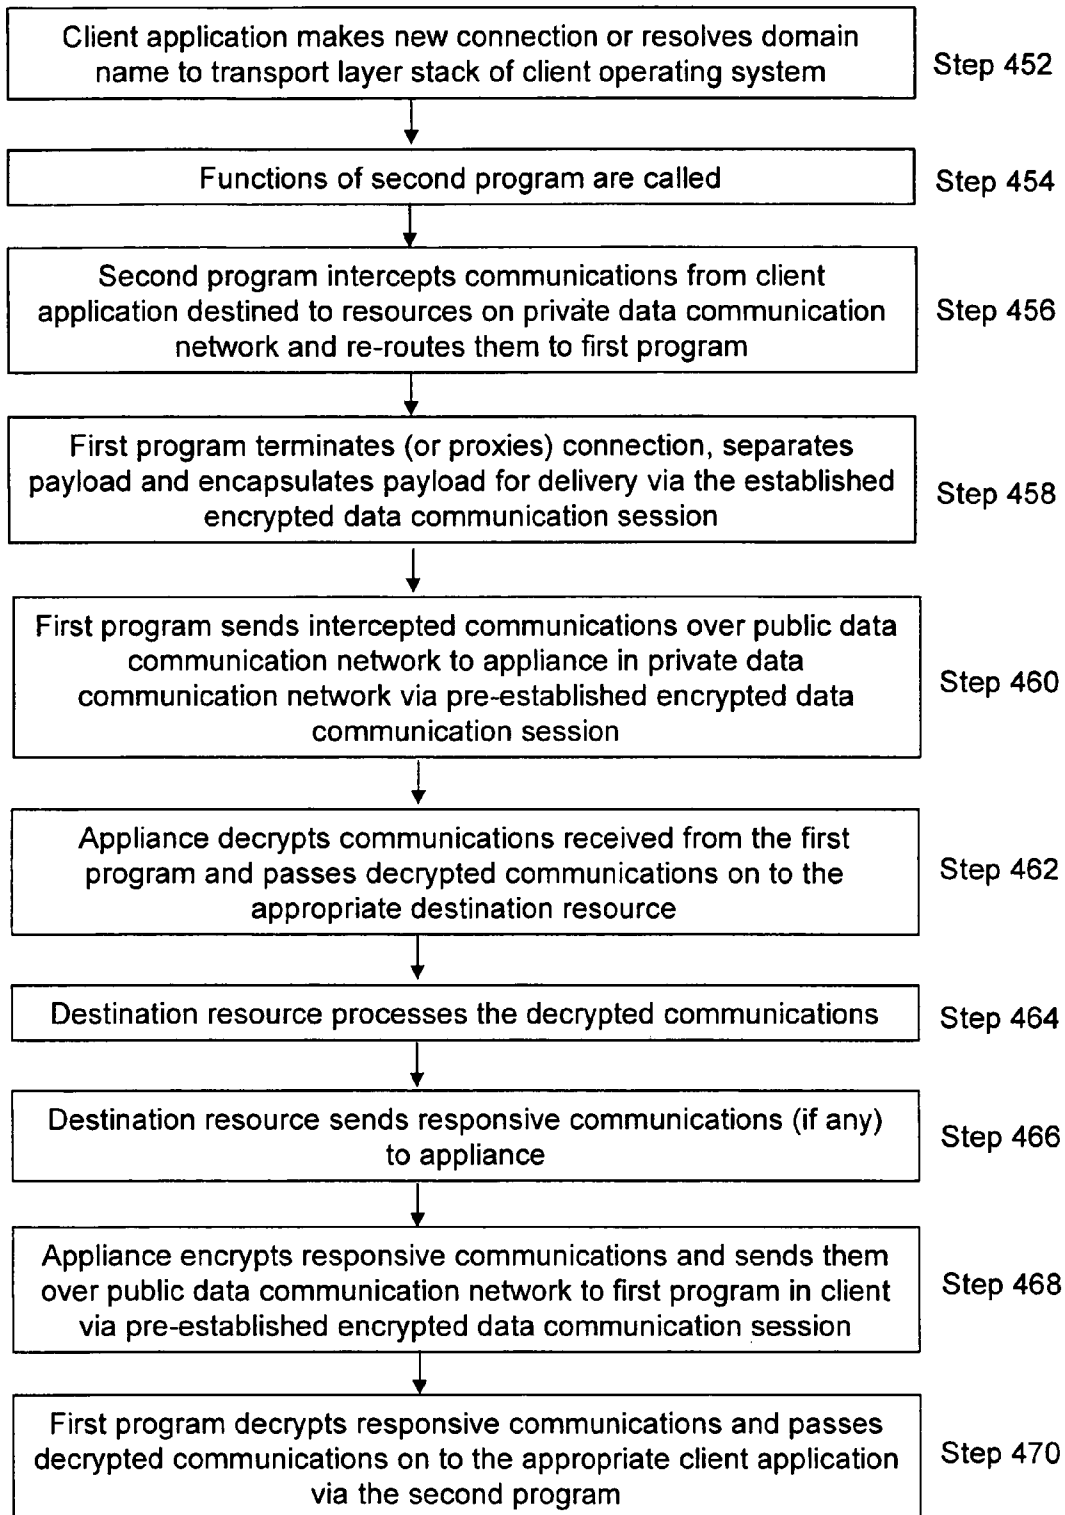 Client application makes new connection or resolves domain
name to transport layer stack of client operating system
Step 452
Functions of second program are called
Step 454
Second program intercepts communications from client
application destined to resources on private data communication
network and re-routes them to first program
Step 456
First program terminates (or proxies) connection, separates
payload and encapsulates payload for delivery via the established
encrypted data communication session
Step 458
First program sends intercepted communications over public data
communication network to appliance in private data
communication network via pre-established encrypted data
communication session
Step 460
Appliance decrypts communications received from the first
program and passes decrypted communications on to the
appropriate destination resource
Step 462
Destination resource processes the decrypted communications
Step 464
Destination resource sends responsive communications (if any)
to appliance
Step 466
Appliance encrypts responsive communications and sends them
over public data communication network to first program in client
via pre-established encrypted data communication session
Step 468
First program decrypts responsive communications and passes
decrypted communications on to the appropriate client application
via the second program
Step 470